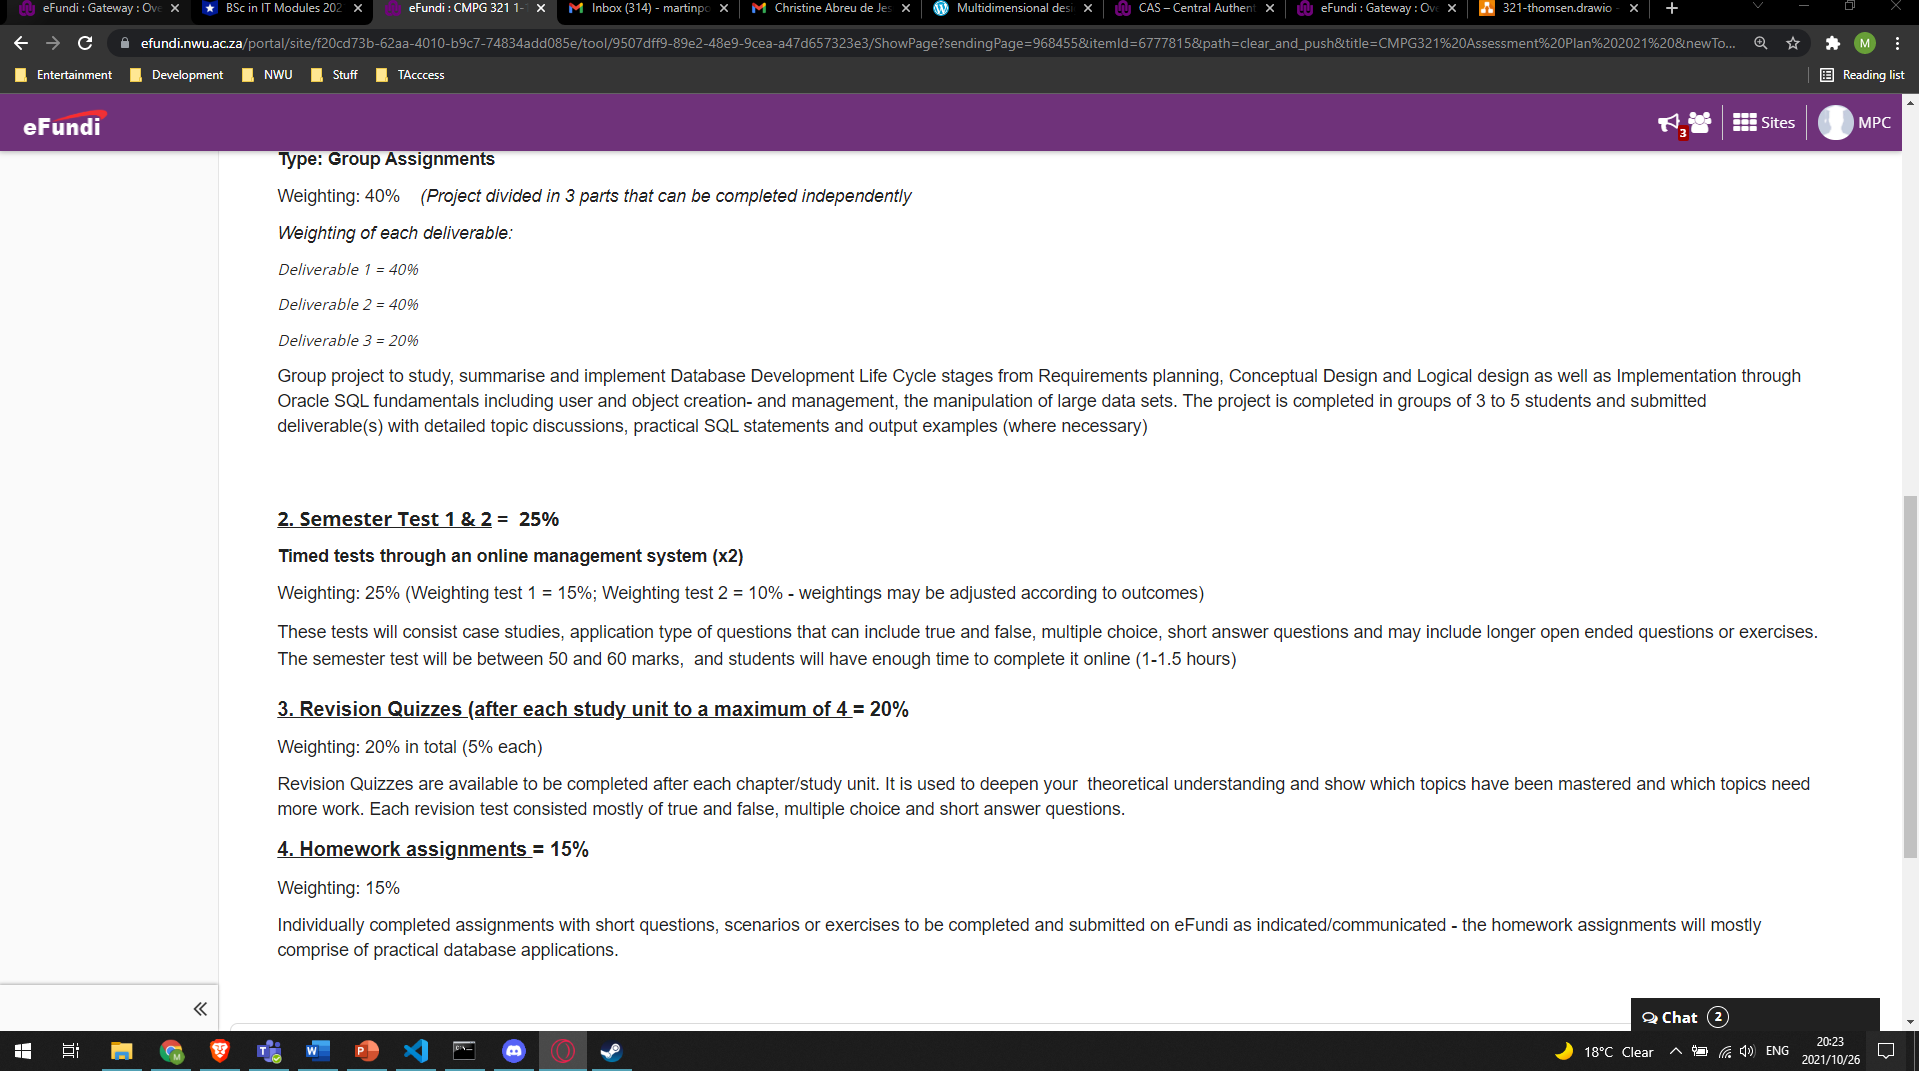 eFundi : Gateway : Ove
BSc in IT Modules 202
eFundi : CMPG 321 1-
Inbox (314) - martinpo
Christine Abreu de Jes
Multidimensional desi
CAS – Central Authent
eFundi : Gateway : Ove
321-thomsen.drawio -
efundi.nwu.ac.za/portal/site/f20cd73b-62aa-4010-b9c7-74834add085e/tool/9507dff9-89e2-48e9-9cea-a47d657323e3/ShowPage?sendingPage=968455&itemId=6777815&path=clear_and_push&title=CMPG321%20Assessment%20Plan%202021%20&newTo...
M
Entertainment
Development
NWU
Stuff
TAcccess
Reading list
eFundi
3
Sites
MPC
Type: Group Assignments
Weighting: 40% (Project divided in 3 parts that can be completed independently
Weighting of each deliverable:
Deliverable 1 = 40%
Deliverable 2 = 40%
Deliverable 3 = 20%
Group project to study, summarise and implement Database Development Life Cycle stages from Requirements planning, Conceptual Design and Logical design as well as Implementation through
Oracle SQL fundamentals including user and object creation- and management, the manipulation of large data sets. The project is completed in groups of 3 to 5 students and submitted
deliverable(s) with detailed topic discussions, practical SQL statements and output examples (where necessary)
2. Semester Test 1 & 2 = 25%
Timed tests through an online management system (x2)
Weighting: 25% (Weighting test 1 = 15%; Weighting test 2 = 10% - weightings may be adjusted according to outcomes)
These tests will consist case studies, application type of questions that can include true and false, multiple choice, short answer questions and may include longer open ended questions or exercises.
The semester test will be between 50 and 60 marks, and students will have enough time to complete it online (1-1.5 hours)
3. Revision Quizzes (after each study unit to a maximum of 4 = 20%
Weighting: 20% in total (5% each)
Revision Quizzes are available to be completed after each chapter/study unit. It is used to deepen your theoretical understanding and show which topics have been mastered and which topics need
more work. Each revision test consisted mostly of true and false, multiple choice and short answer questions.
4. Homework assignments = 15%
Weighting: 15%
Individually completed assignments with short questions, scenarios or exercises to be completed and submitted on eFundi as indicated/communicated - the homework assignments will mostly
comprise of practical database applications.
Chat 2
18°C Clear
ENG
20:23
2021/10/26